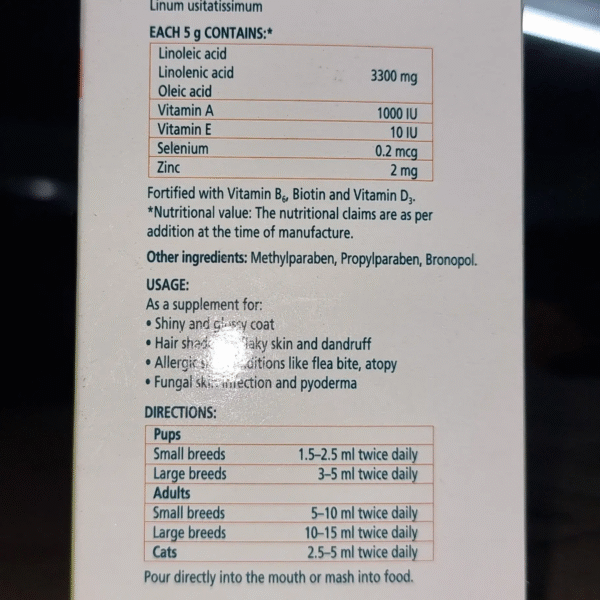 Linum usitatissimum
EACH 5 g CONTAINS:*
Linoleic acid
Linolenic acid 3300 mg
Oleic acid
Vitamin A 1000 IU
Vitamin E 10 IU
Selenium 0.2 mcg
Zinc 2 mg
Fortified with Vitamin B₆, Biotin and Vitamin D₃.
*Nutritional value: The nutritional claims are as per
addition at the time of manufacture.
Other ingredients: Methylparaben, Propylparaben, Bronopol.
USAGE:
As a supplement for:
• Shiny and glossy coat
• Hair skin and dandruff
• Allergic like flea bite, atopy
• Fungal skin infection and pyoderma
DIRECTIONS:
Pups
Small breeds 1.5–2.5 ml twice daily
Large breeds 3–5 ml twice daily
Adults
Small breeds 5–10 ml twice daily
Large breeds 10–15 ml twice daily
Cats 2.5–5 ml twice daily
Pour directly into the mouth or mash into food.